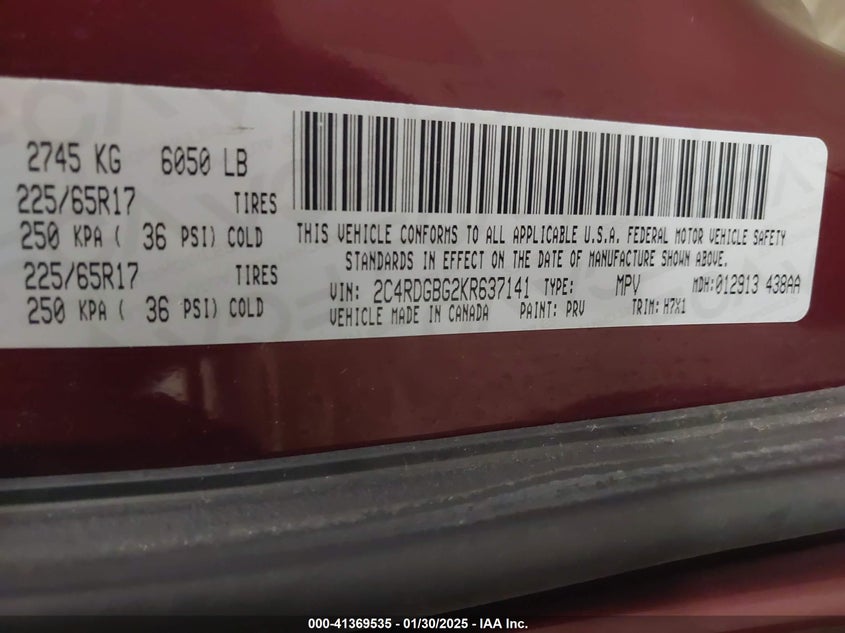 2745 KG 6050 LB
225/65R17 TIRES
250 KPA ( 36 PSI) COLD
225/65R17 TIRES
250 KPA ( 36 PSI) COLD
THIS VEHICLE CONFORMS TO ALL APPLICABLE U.S.A. FEDERAL MOTOR VEHICLE SAFETY
STANDARDS IN EFFECT ON THE DATE OF MANUFACTURE SHOWN ABOVE.
VIN: 2C4RDGBG2KR637141 TYPE: MPV MDH: 012913 438AA
VEHICLE MADE IN CANADA PAINT: PRV TRIM: H7X1
000-41369535 - 01/30/2025 - IAA Inc.